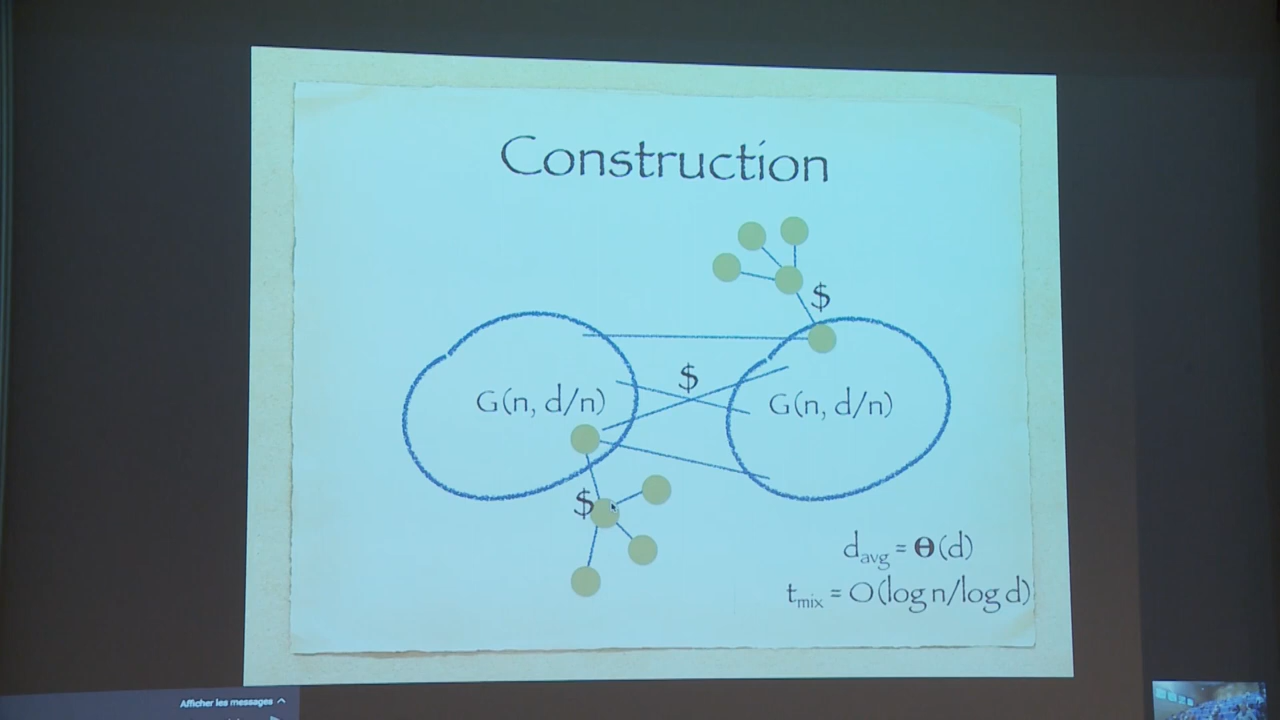 Construction
$
$
G(n, d/n)
G(n, d/n)
$
d_avg = Θ(d)
t_mix = O(log n/log d)
Afficher les messages